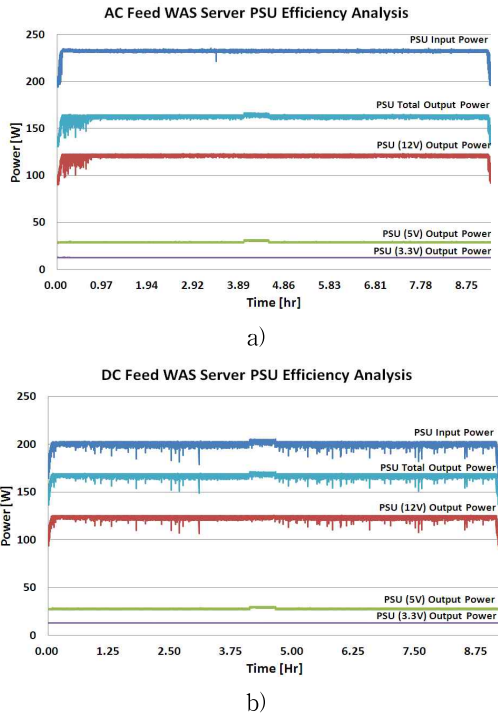 AC Feed WAS Server PSU Efficiency Analysis
250
200
150
100
50
0
Power [W]
PSU Input Power
PSU Total Output Power
PSU (12V) Output Power
PSU (5V) Output Power
PSU (3.3V) Output Power
0.00 0.97 1.94 2.92 3.89 4.86 5.83 6.81 7.78 8.75
Time [hr]
a)
DC Feed WAS Server PSU Efficiency Analysis
250
200
150
100
50
0
Power [W]
PSU Input Power
PSU Total Output Power
PSU (12V) Output Power
PSU (5V) Output Power
PSU (3.3V) Output Power
0.00 1.25 2.50 3.75 5.00 6.25 7.50 8.75
Time [Hr]
b)